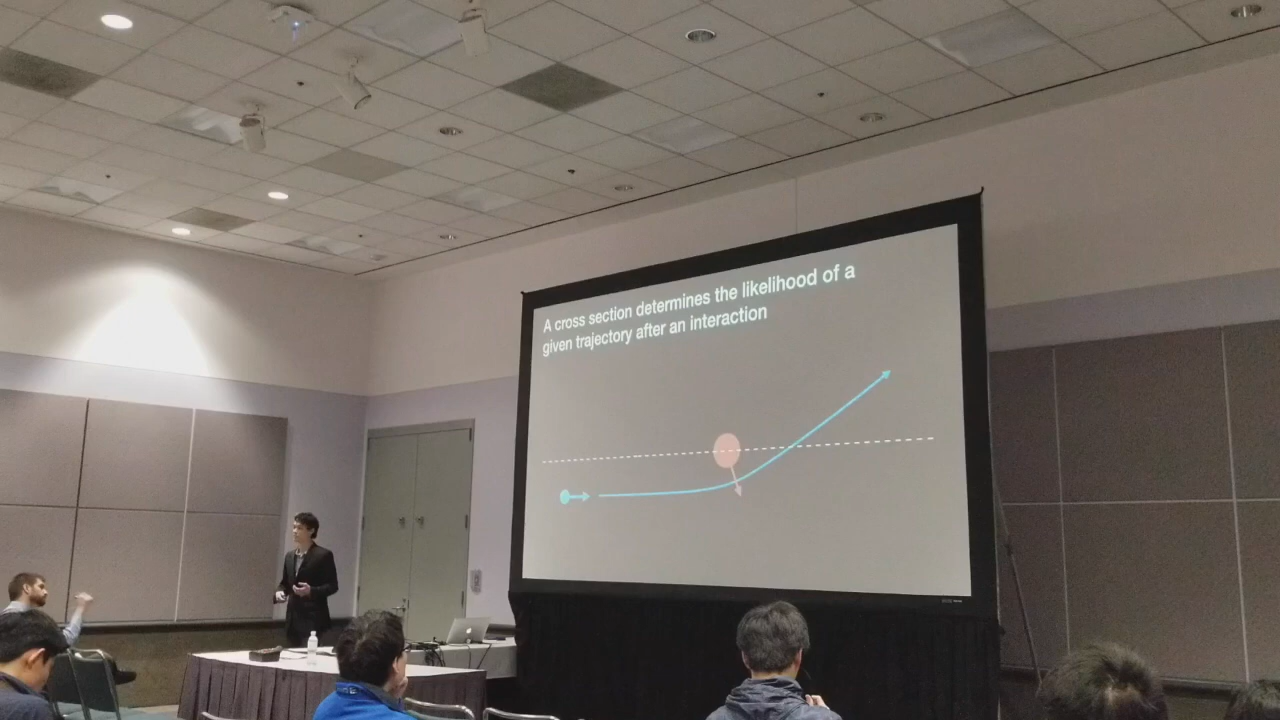 A cross section determines the likelihood of a
given trajectory after an interaction